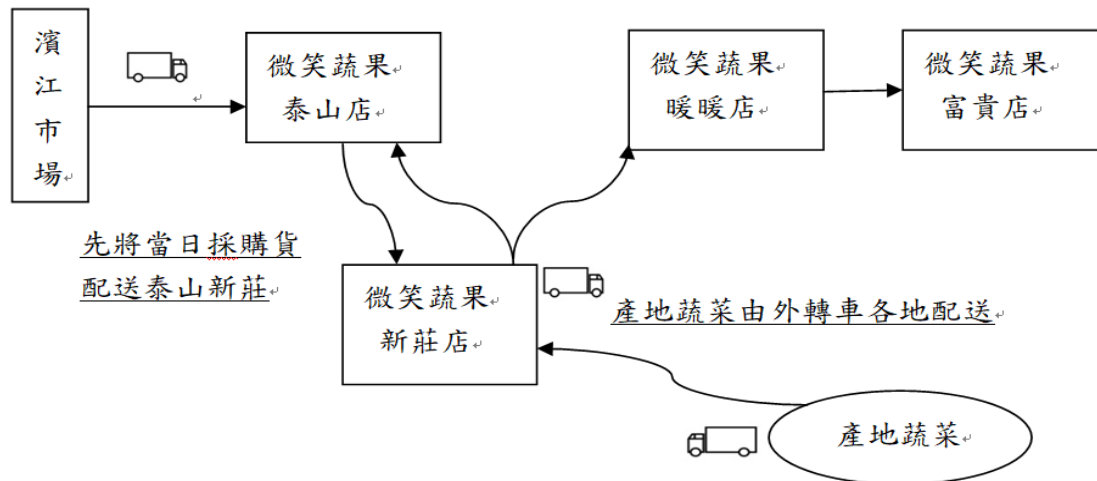 濱
江
市
場
微笑蔬果
泰山店
微笑蔬果
暖暖店
微笑蔬果
富貴店
先將當日採購貨
配送泰山新莊
微笑蔬果
新莊店
產地蔬菜由外轉車各地配送
產地蔬菜